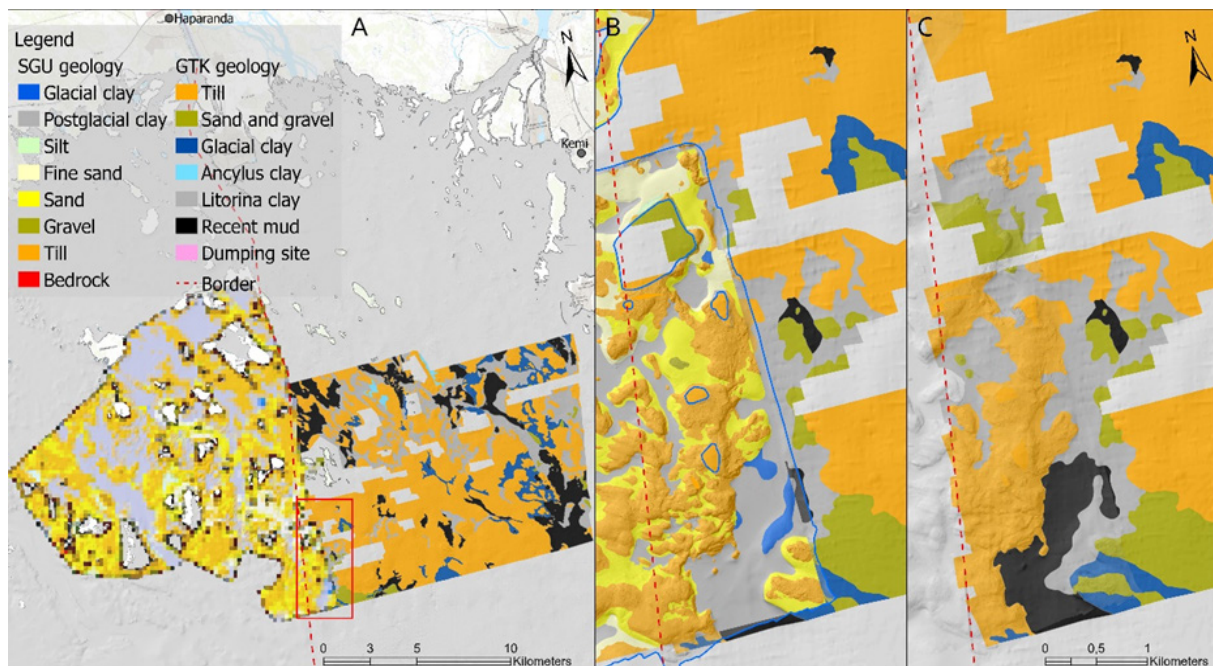 Haparanda
A
B
C
N
N
Legend
SGU geology
GTK geology
Glacial clay
Till
Postglacial clay
Sand and gravel
Silt
Glacial clay
Fine sand
Ancylus clay
Sand
Litorina clay
Gravel
Recent mud
Till
Dumping site
Bedrock
Border
Kemi
0 3 5 10
Kilometers
0 0,5 1
Kilometers